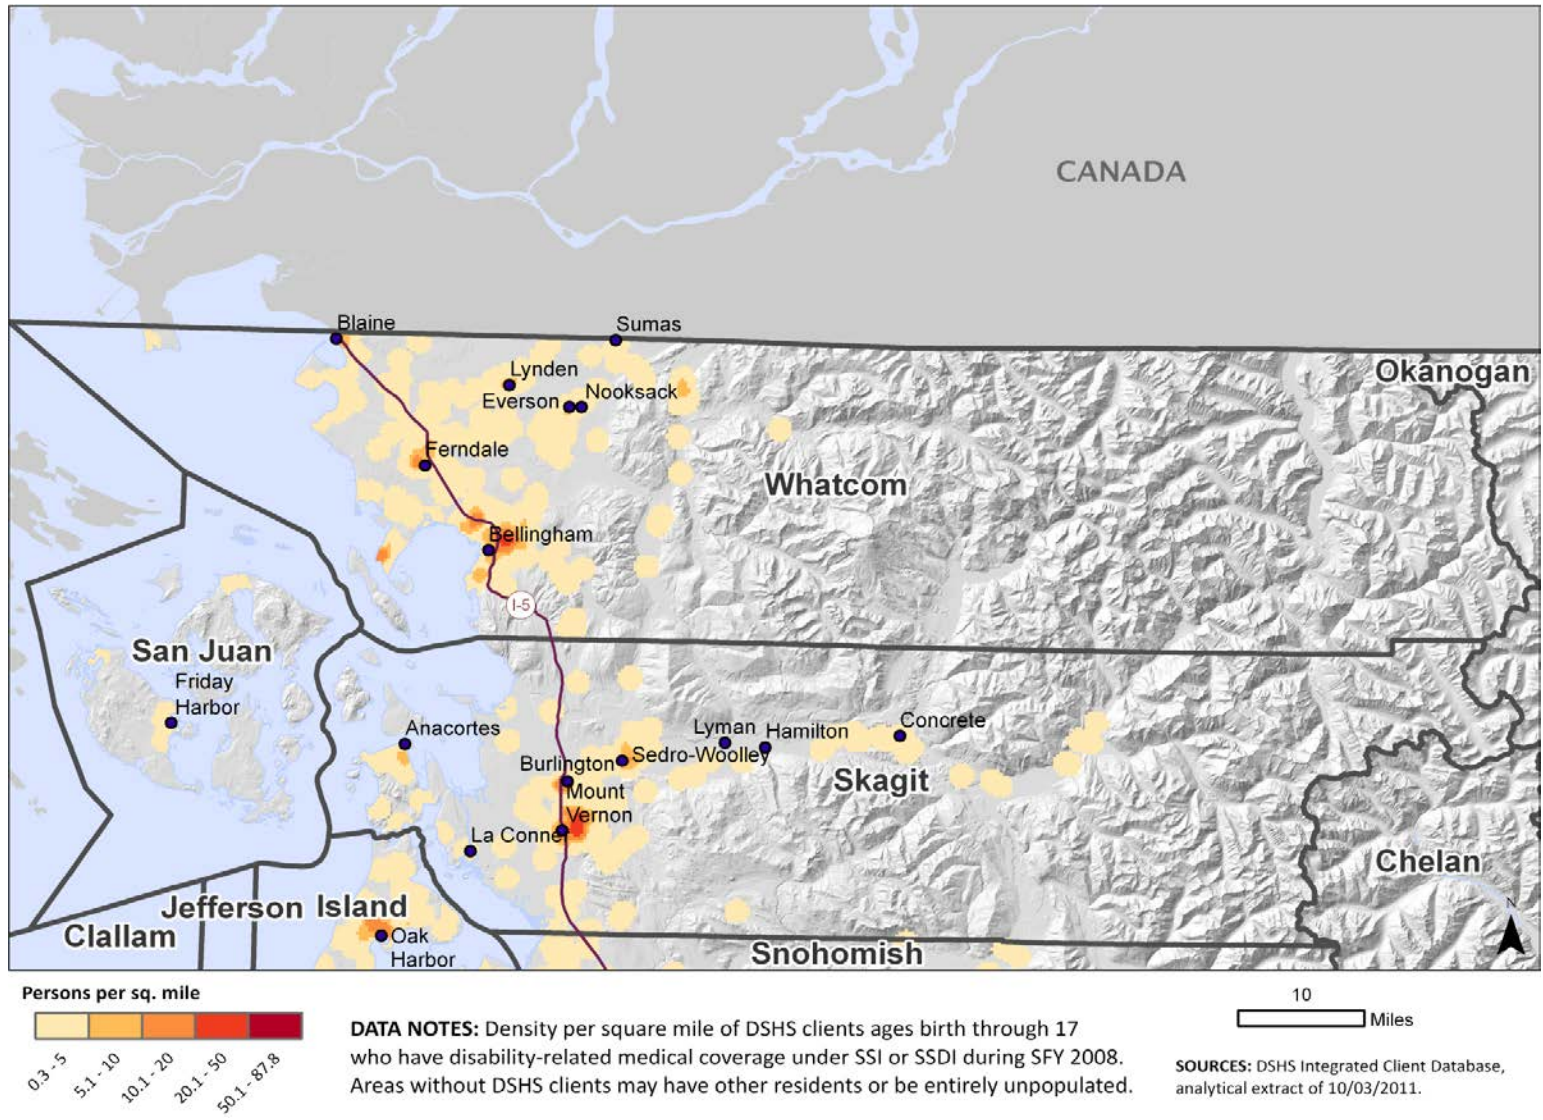 CANADA
Blaine
Sumas
Lynden
Everson
Nooksack
Okanogan
Ferndale
Whatcom
Bellingham
I-5
San Juan
Friday
Harbor
Anacortes
Lyman
Hamilton
Concrete
Burlington
Sedro-Woolley
Mount
Vernon
Skagit
La Conner
Chelan
Jefferson
Island
Clallam
Oak
Harbor
Snohomish
N
Persons per sq. mile
0.3 - 5
5.1 - 10
10.1 - 20
20.1 - 50
50.1 - 87.8
DATA NOTES: Density per square mile of DSHS clients ages birth through 17
who have disability-related medical coverage under SSI or SSDI during SFY 2008.
Areas without DSHS clients may have other residents or be entirely unpopulated.
10
Miles
SOURCES: DSHS Integrated Client Database,
analytical extract of 10/03/2011.